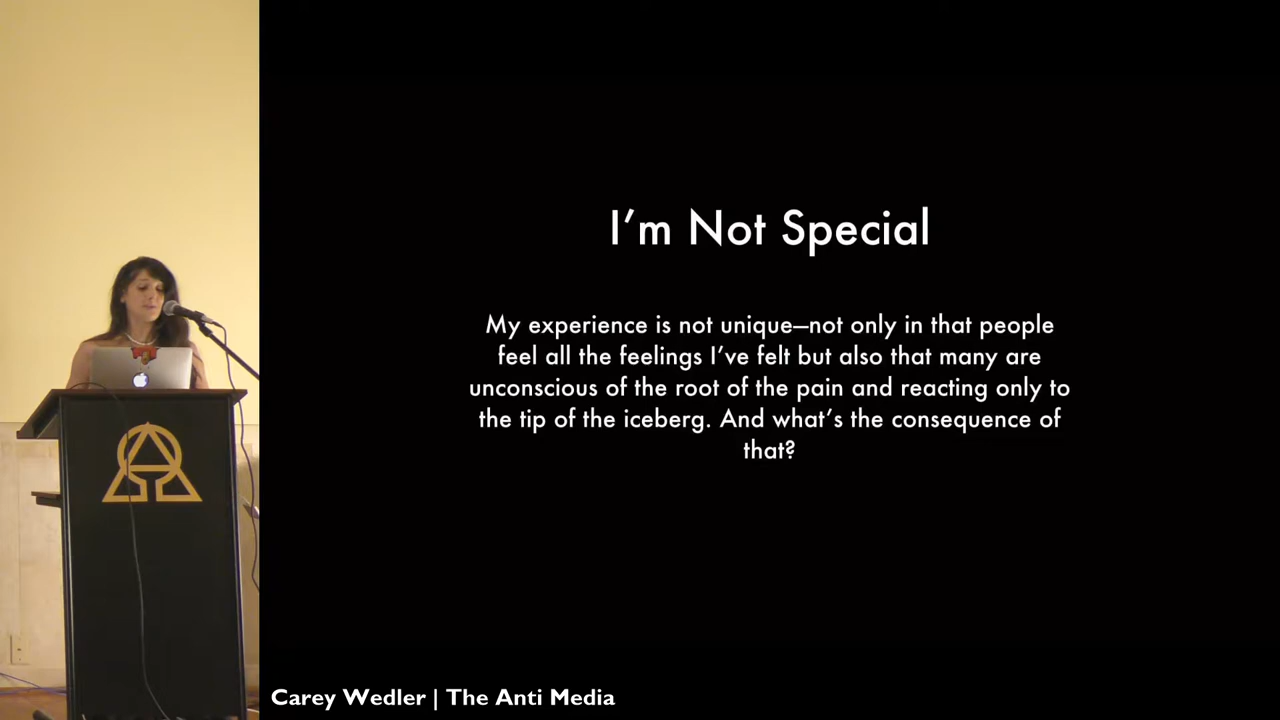 I’m Not Special
My experience is not unique—not only in that people
feel all the feelings I’ve felt but also that many are
unconscious of the root of the pain and reacting only to
the tip of the iceberg. And what’s the consequence of
that?
Carey Wedler | The Anti Media